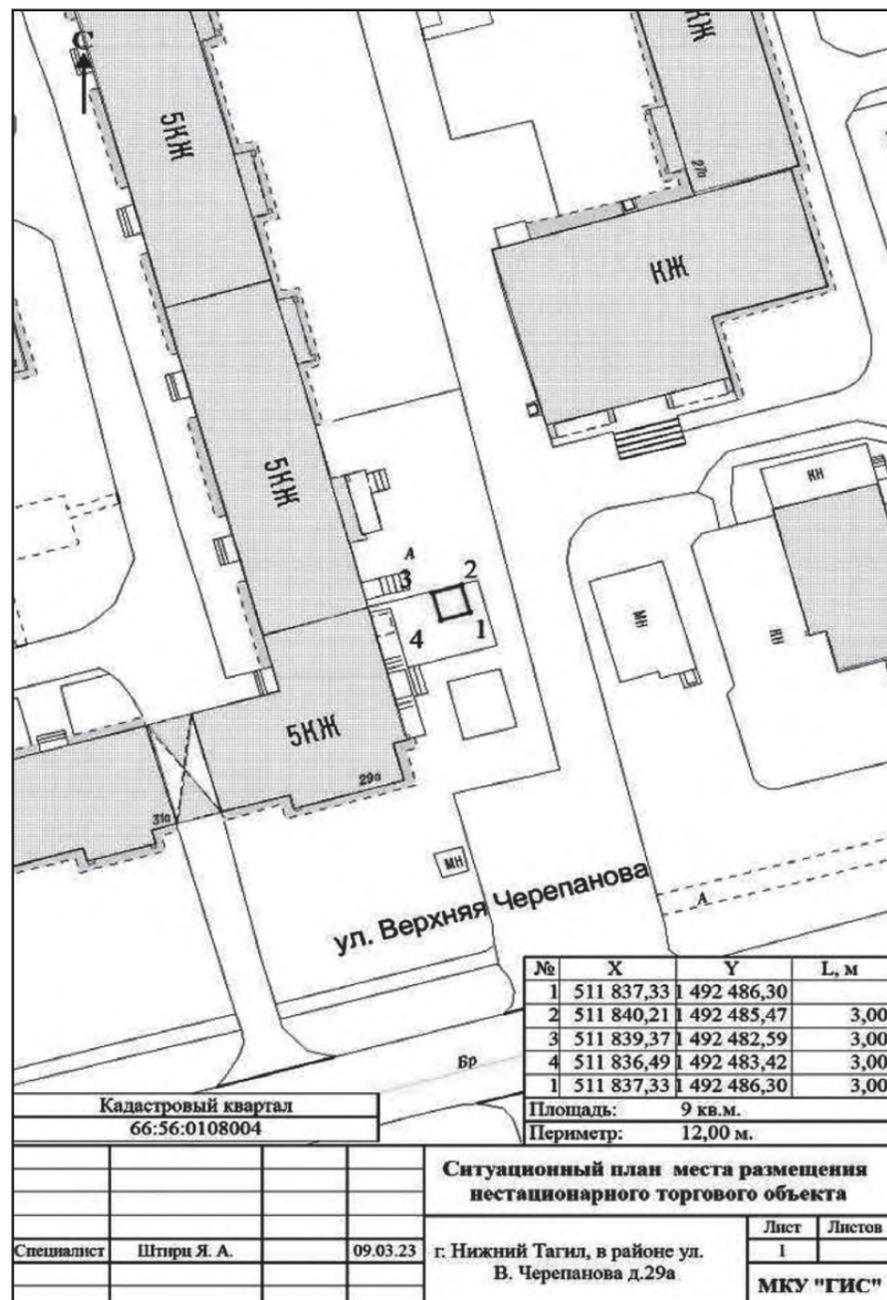 С
5КЖ
КЖ
27а
КЖ
5КЖ
КН
А
3
2
1
4
МН
КН
5КЖ
29а
31а
МН
ул. Верхняя Черепанова
А
Бр
№ X Y L, м
1 511 837,33 1 492 486,30
2 511 840,21 1 492 485,47 3,00
3 511 839,37 1 492 482,59 3,00
4 511 836,49 1 492 483,42 3,00
1 511 837,33 1 492 486,30 3,00
Площадь: 9 кв.м.
Периметр: 12,00 м.
Кадастровый квартал
66:56:0108004
Ситуационный план места размещения
нестационарного торгового объекта
Специалист Штирц Я. А. 09.03.23
г. Нижний Тагил, в районе ул.
В. Черепанова д.29а
Лист Листов
1
МКУ "ГИС"